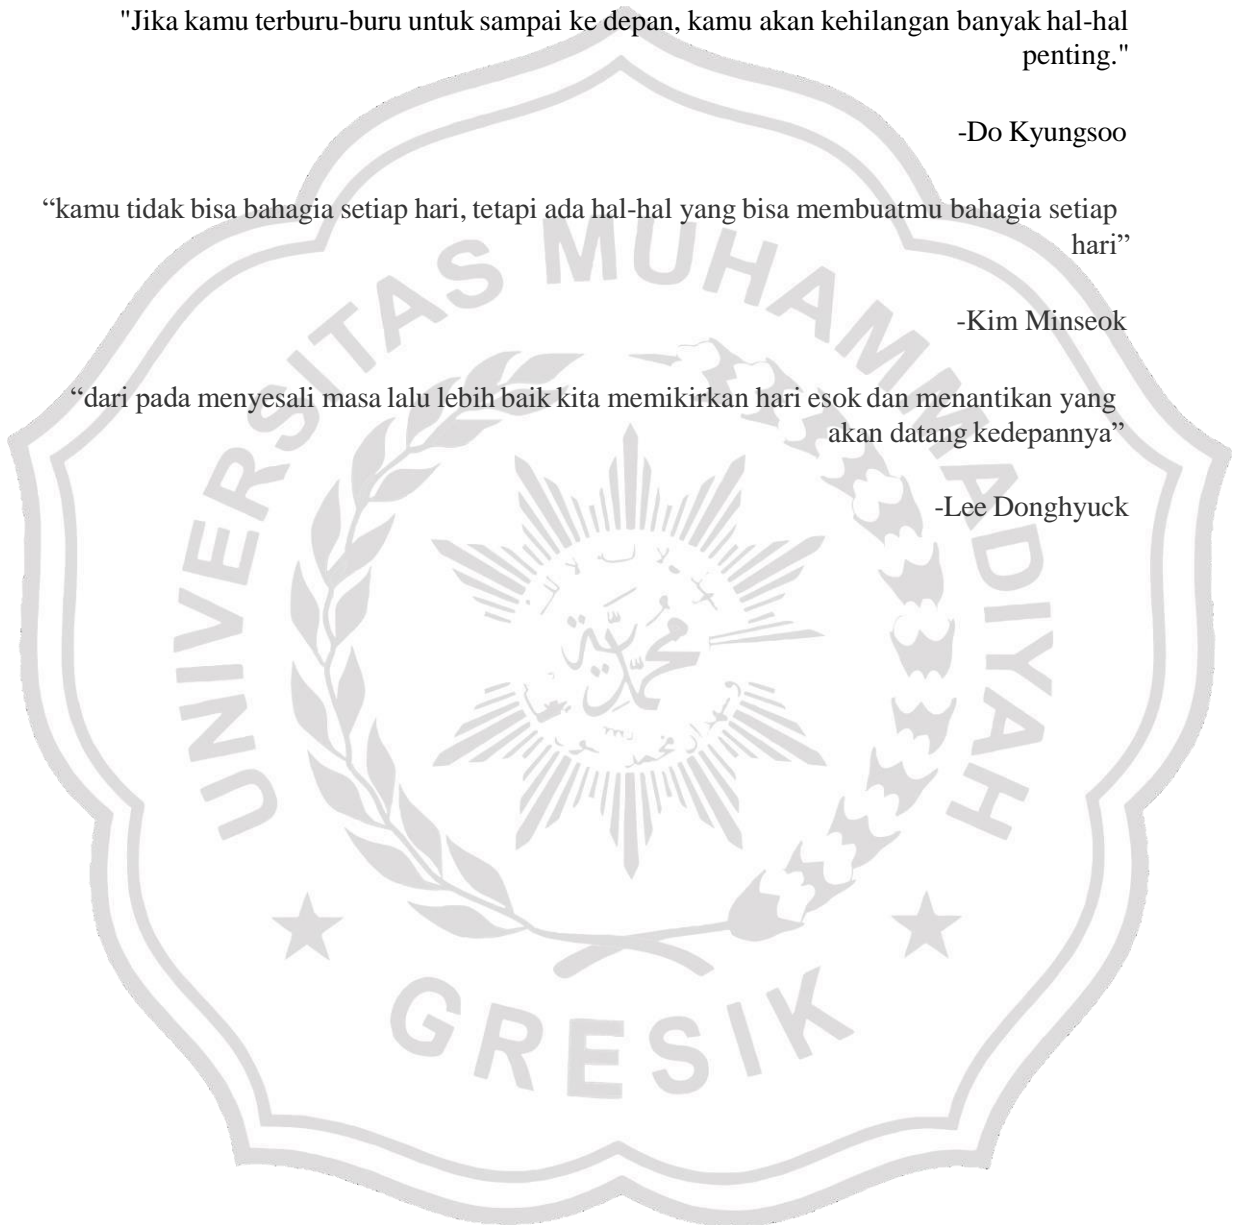 "Jika kamu terburu-buru untuk sampai ke depan, kamu akan kehilangan banyak hal-hal
penting."
-Do Kyungsoo
“kamu tidak bisa bahagia setiap hari, tetapi ada hal-hal yang bisa membuatmu bahagia setiap
hari”
-Kim Minseok
“dari pada menyesali masa lalu lebih baik kita memikirkan hari esok dan menantikan yang
akan datang kedepannya”
-Lee Donghyuck
UNIVERSITAS MUHAMMADIYAH
محمدية
GRESIK